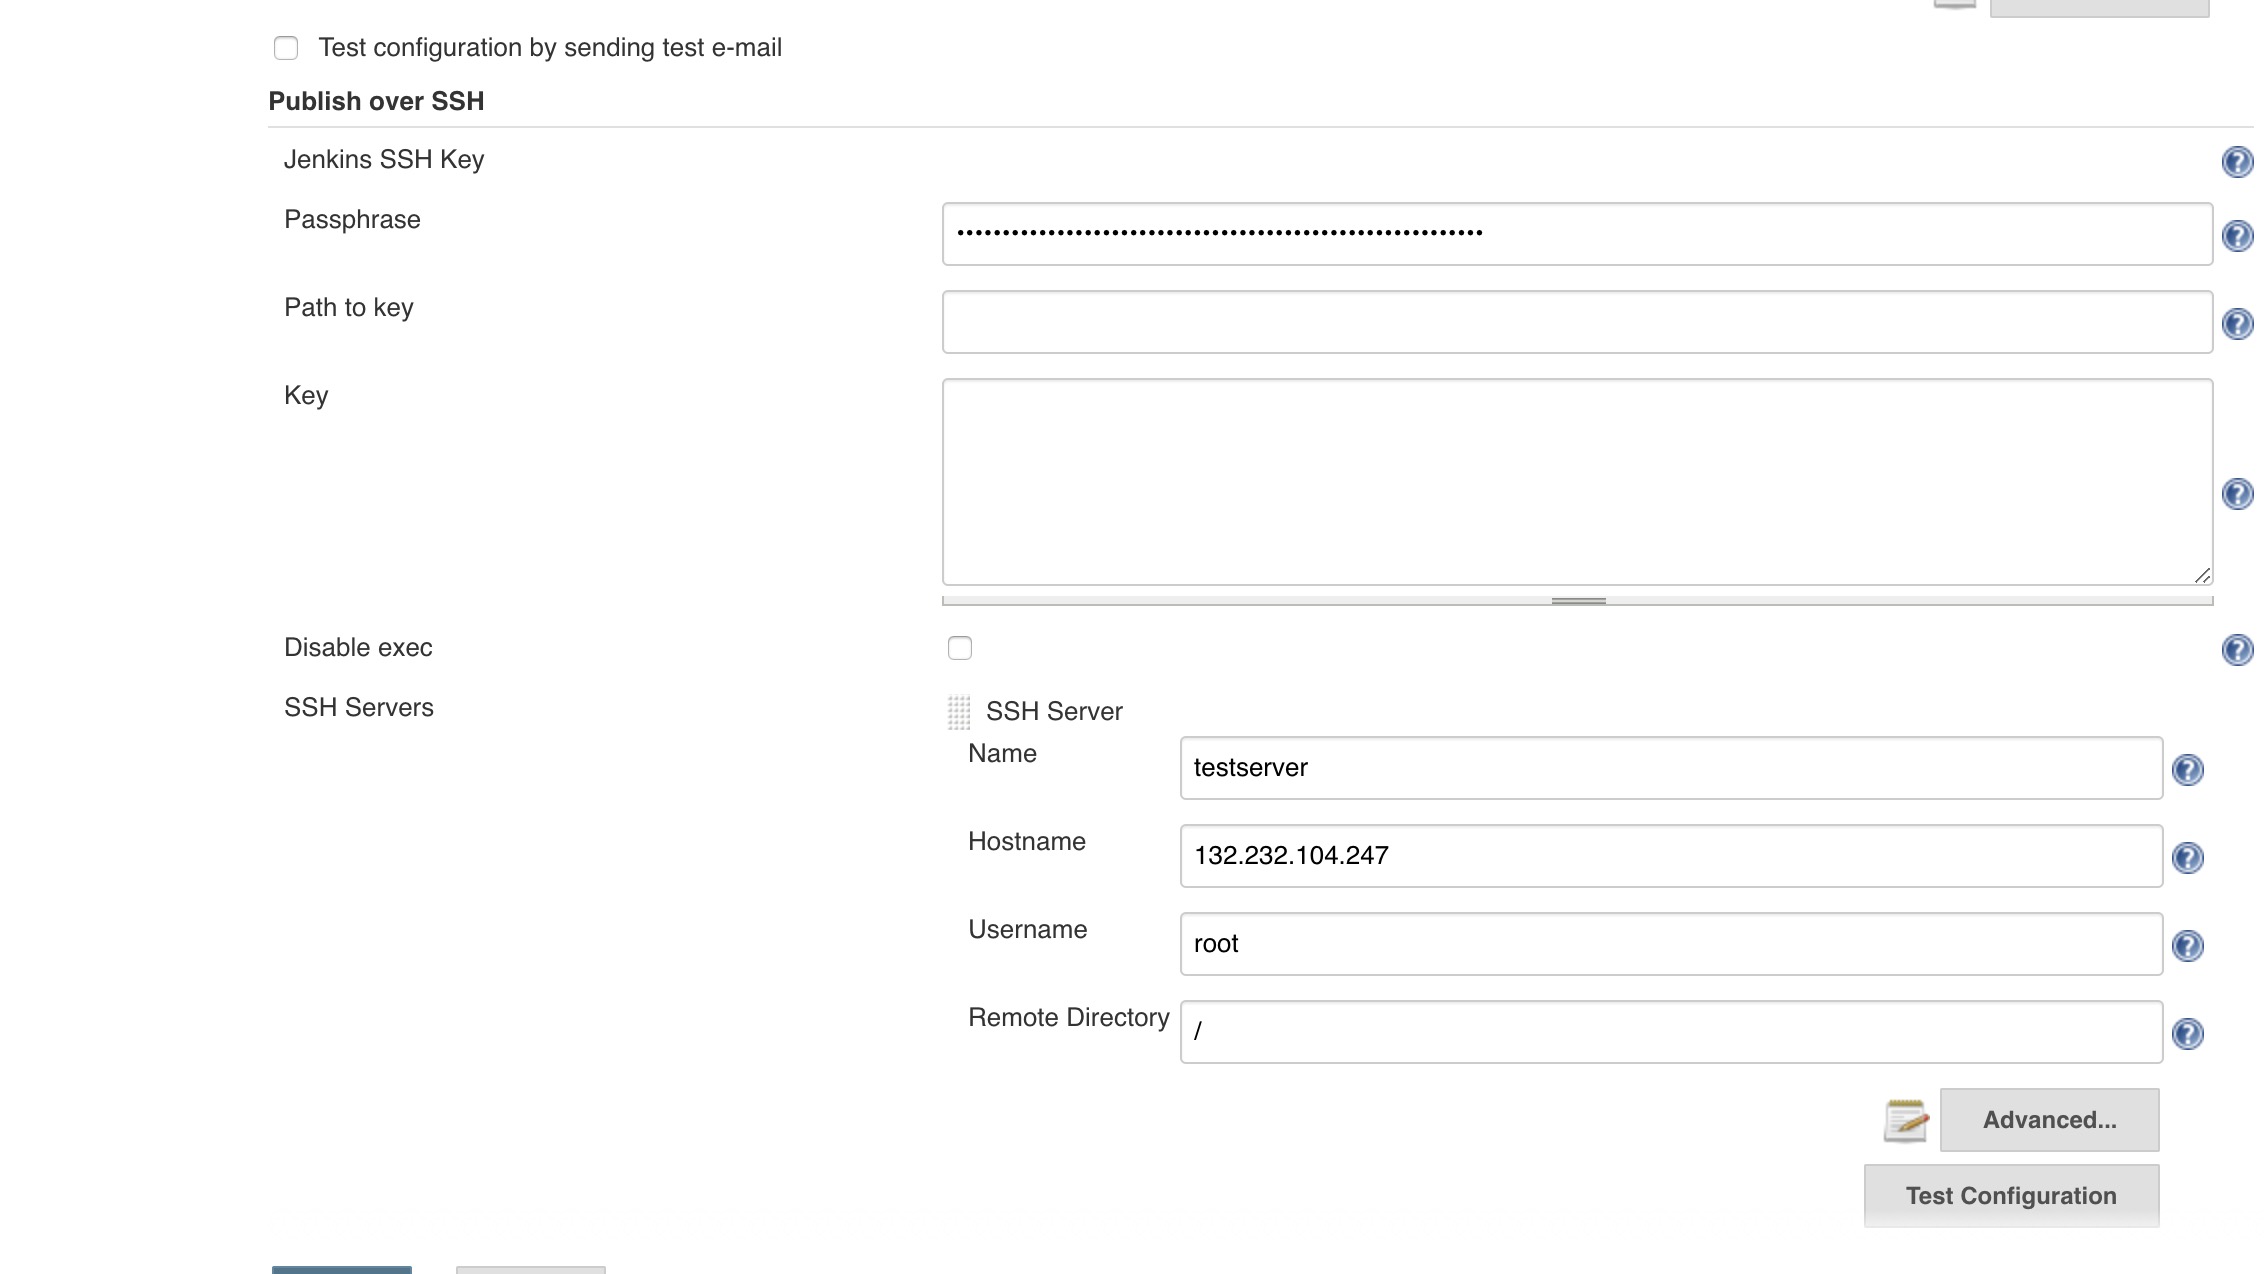 Test configuration by sending test e-mail
Publish over SSH
Jenkins SSH Key
Passphrase
••••••••••••••••••••••••••••••••••••••••••••••••••••••••••
Path to key
Key
Disable exec
SSH Servers
SSH Server
Name
testserver
Hostname
132.232.104.247
Username
root
Remote Directory
/
Advanced...
Test Configuration